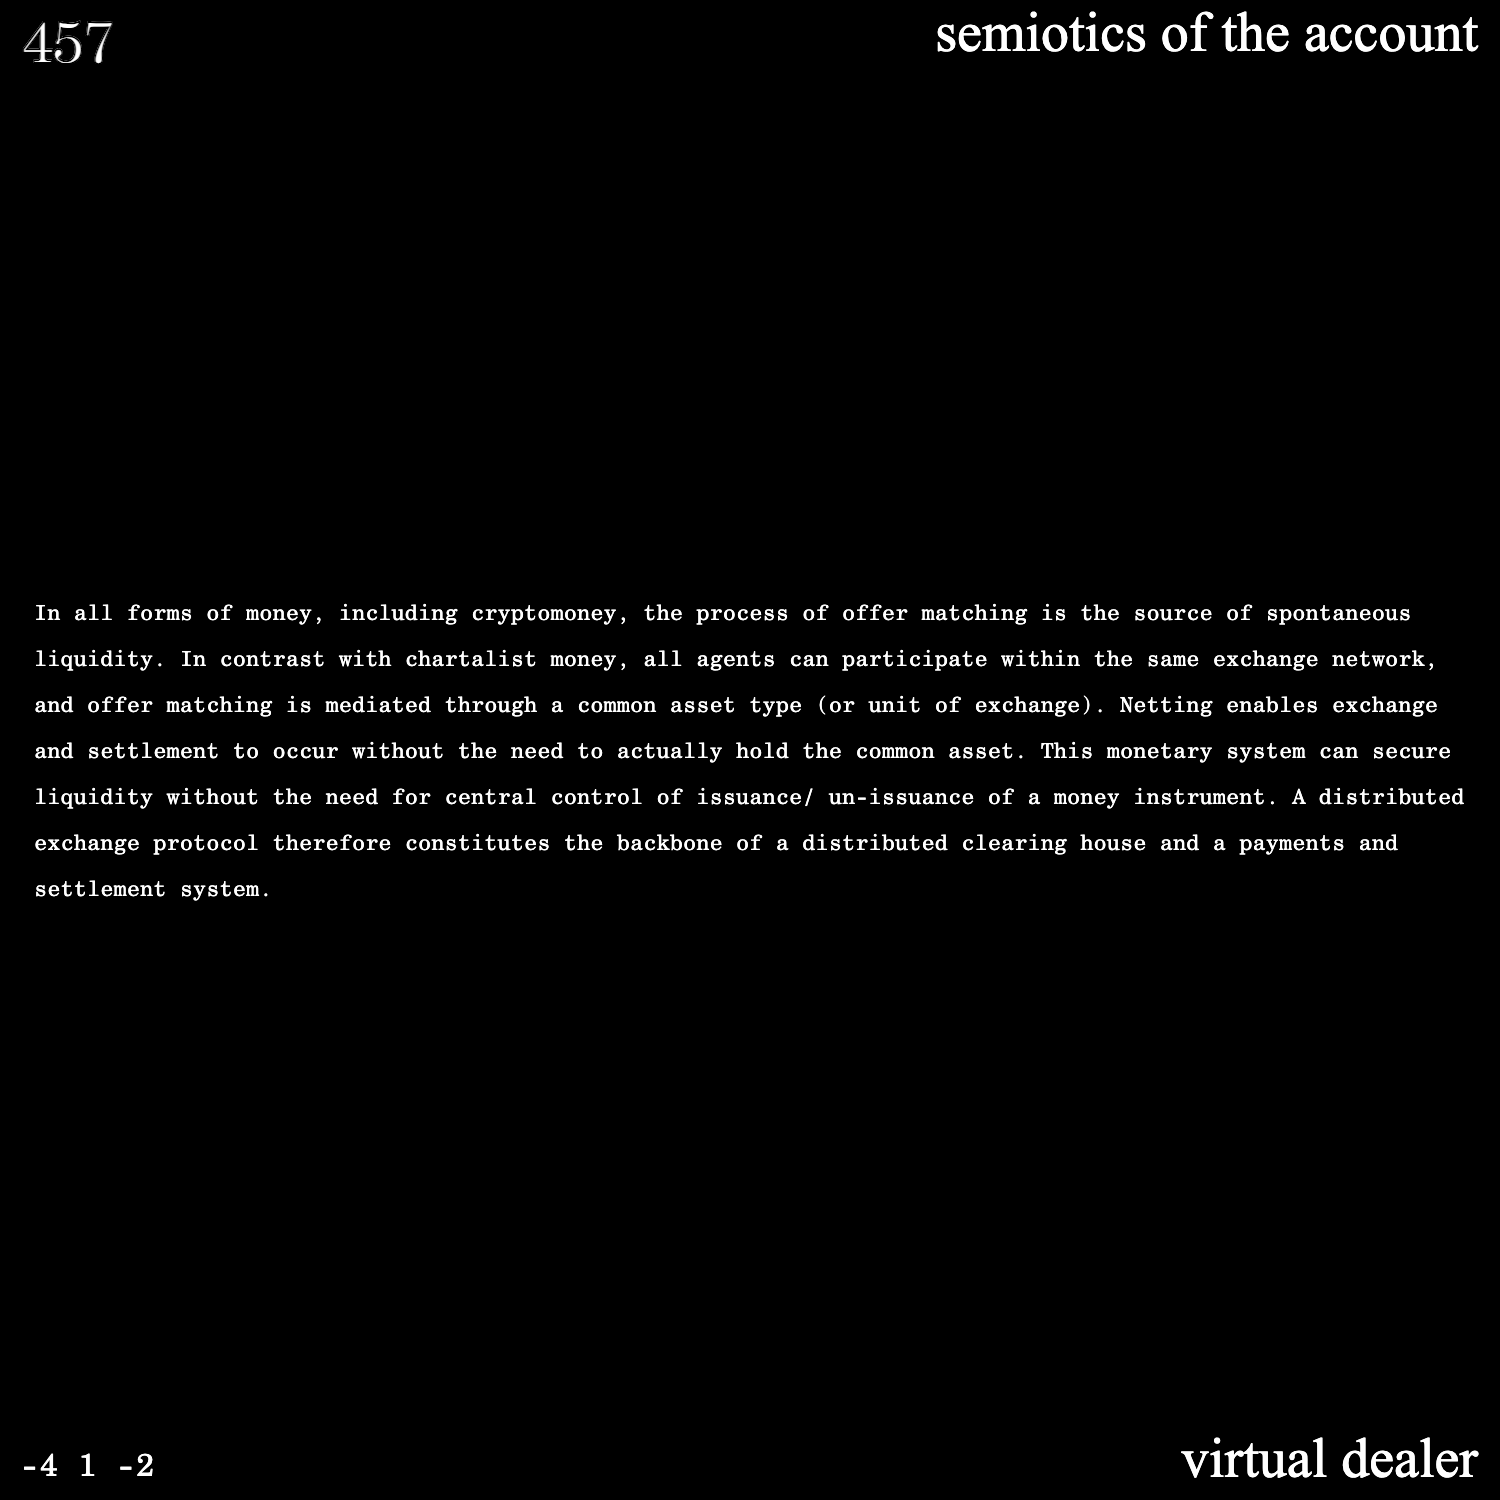 457
semiotics of the account
In all forms of money, including cryptomoney, the process of offer matching is the source of spontaneous
liquidity. In contrast with chartalist money, all agents can participate within the same exchange network,
and offer matching is mediated through a common asset type (or unit of exchange). Netting enables exchange
and settlement to occur without the need to actually hold the common asset. This monetary system can secure
liquidity without the need for central control of issuance/ un-issuance of a money instrument. A distributed
exchange protocol therefore constitutes the backbone of a distributed clearing house and a payments and
settlement system.
-4 1 -2
virtual dealer